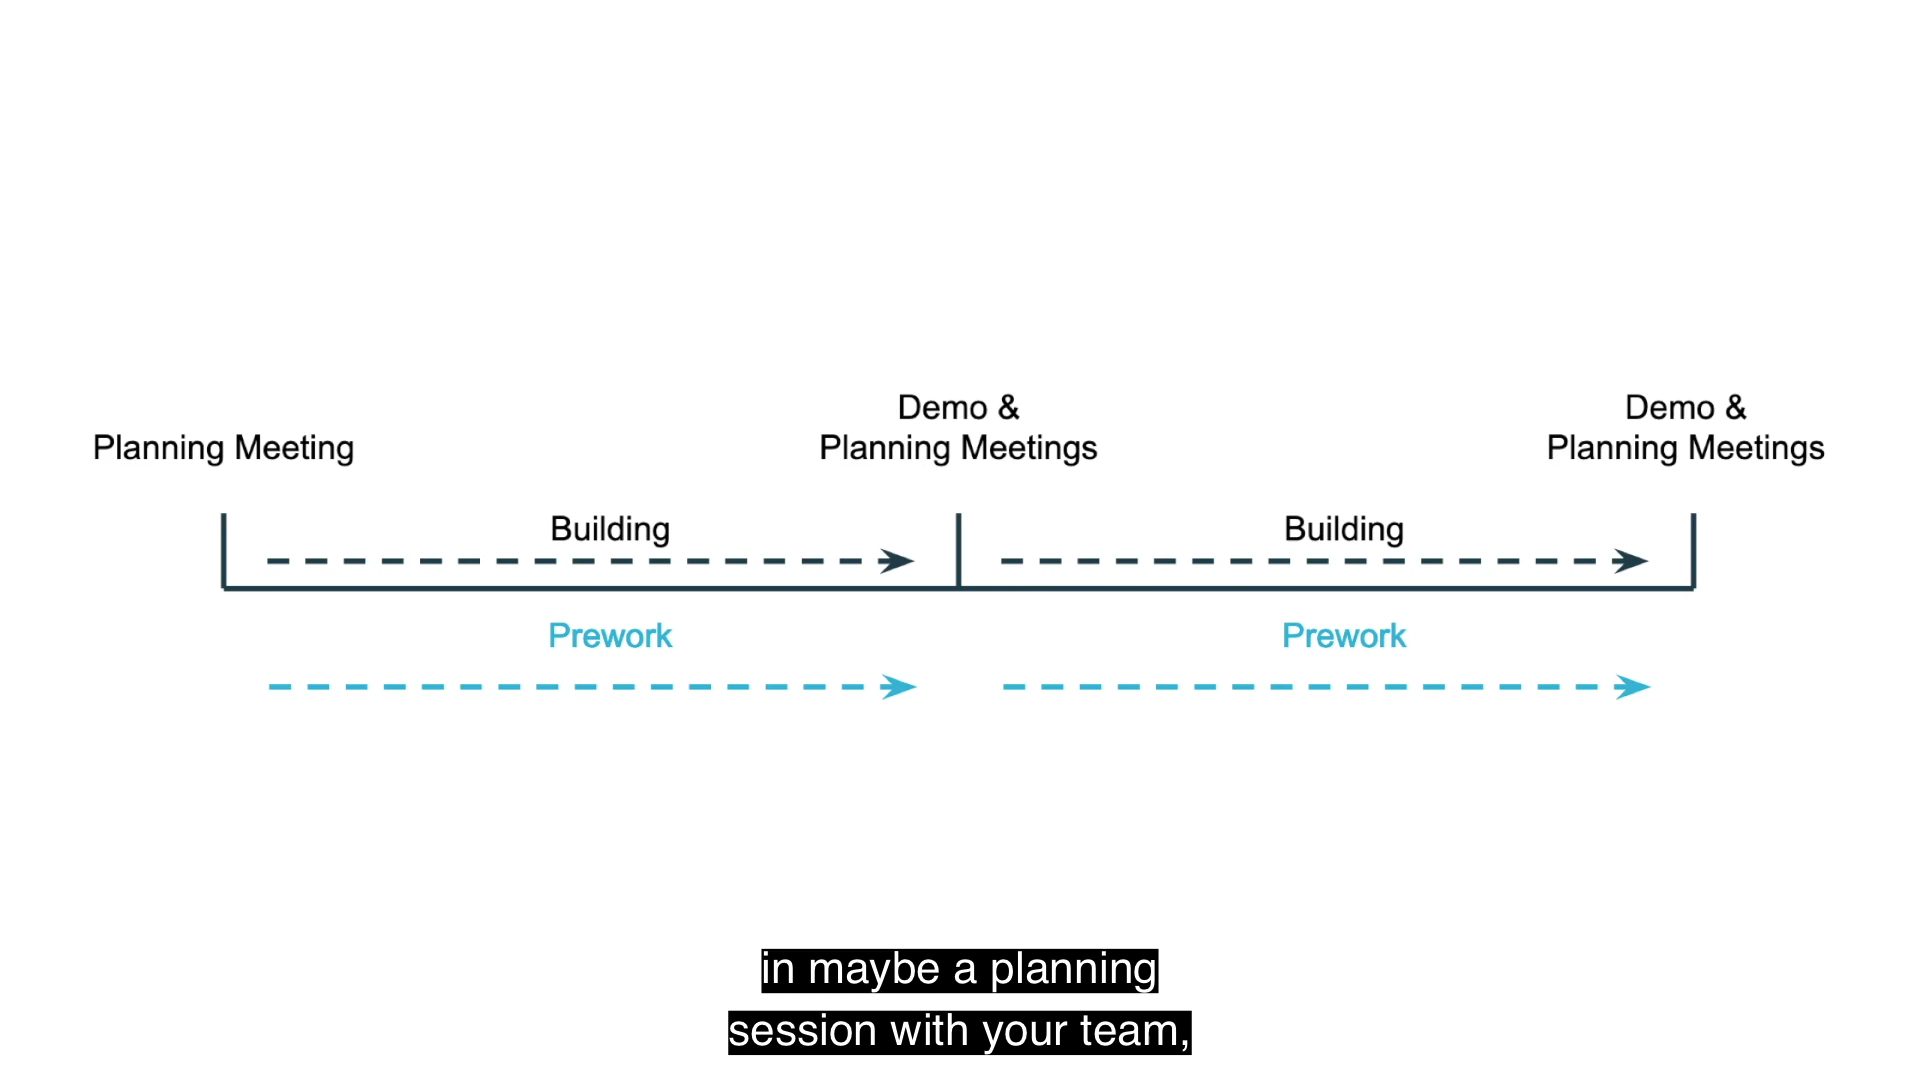 Planning Meeting
Demo &
Planning Meetings
Demo &
Planning Meetings
Building
Building
Prework
Prework
in maybe a planning
session with your team,